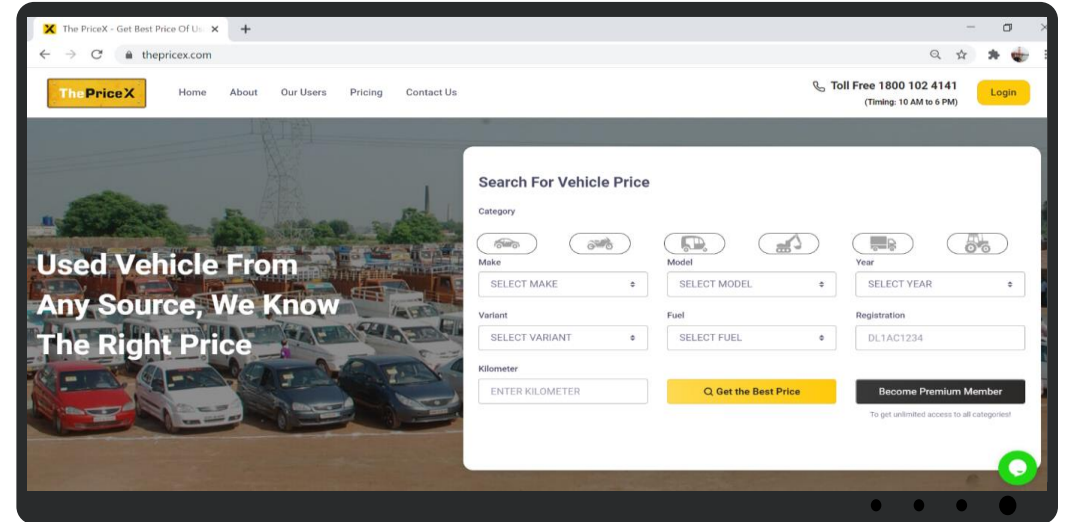 The PriceX - Get Best Price Of Us
thepricex.com
ThePriceX
Home About Our Users Pricing Contact Us
Toll Free 1800 102 4141
(Timing: 10 AM to 6 PM)
Login
Used Vehicle From
Any Source, We Know
The Right Price
Search For Vehicle Price
Category
Make Model Year
SELECT MAKE SELECT MODEL SELECT YEAR
Variant Fuel Registration
SELECT VARIANT SELECT FUEL DL1AC1234
Kilometer
ENTER KILOMETER Get the Best Price Become Premium Member
To get unlimited access to all categories!